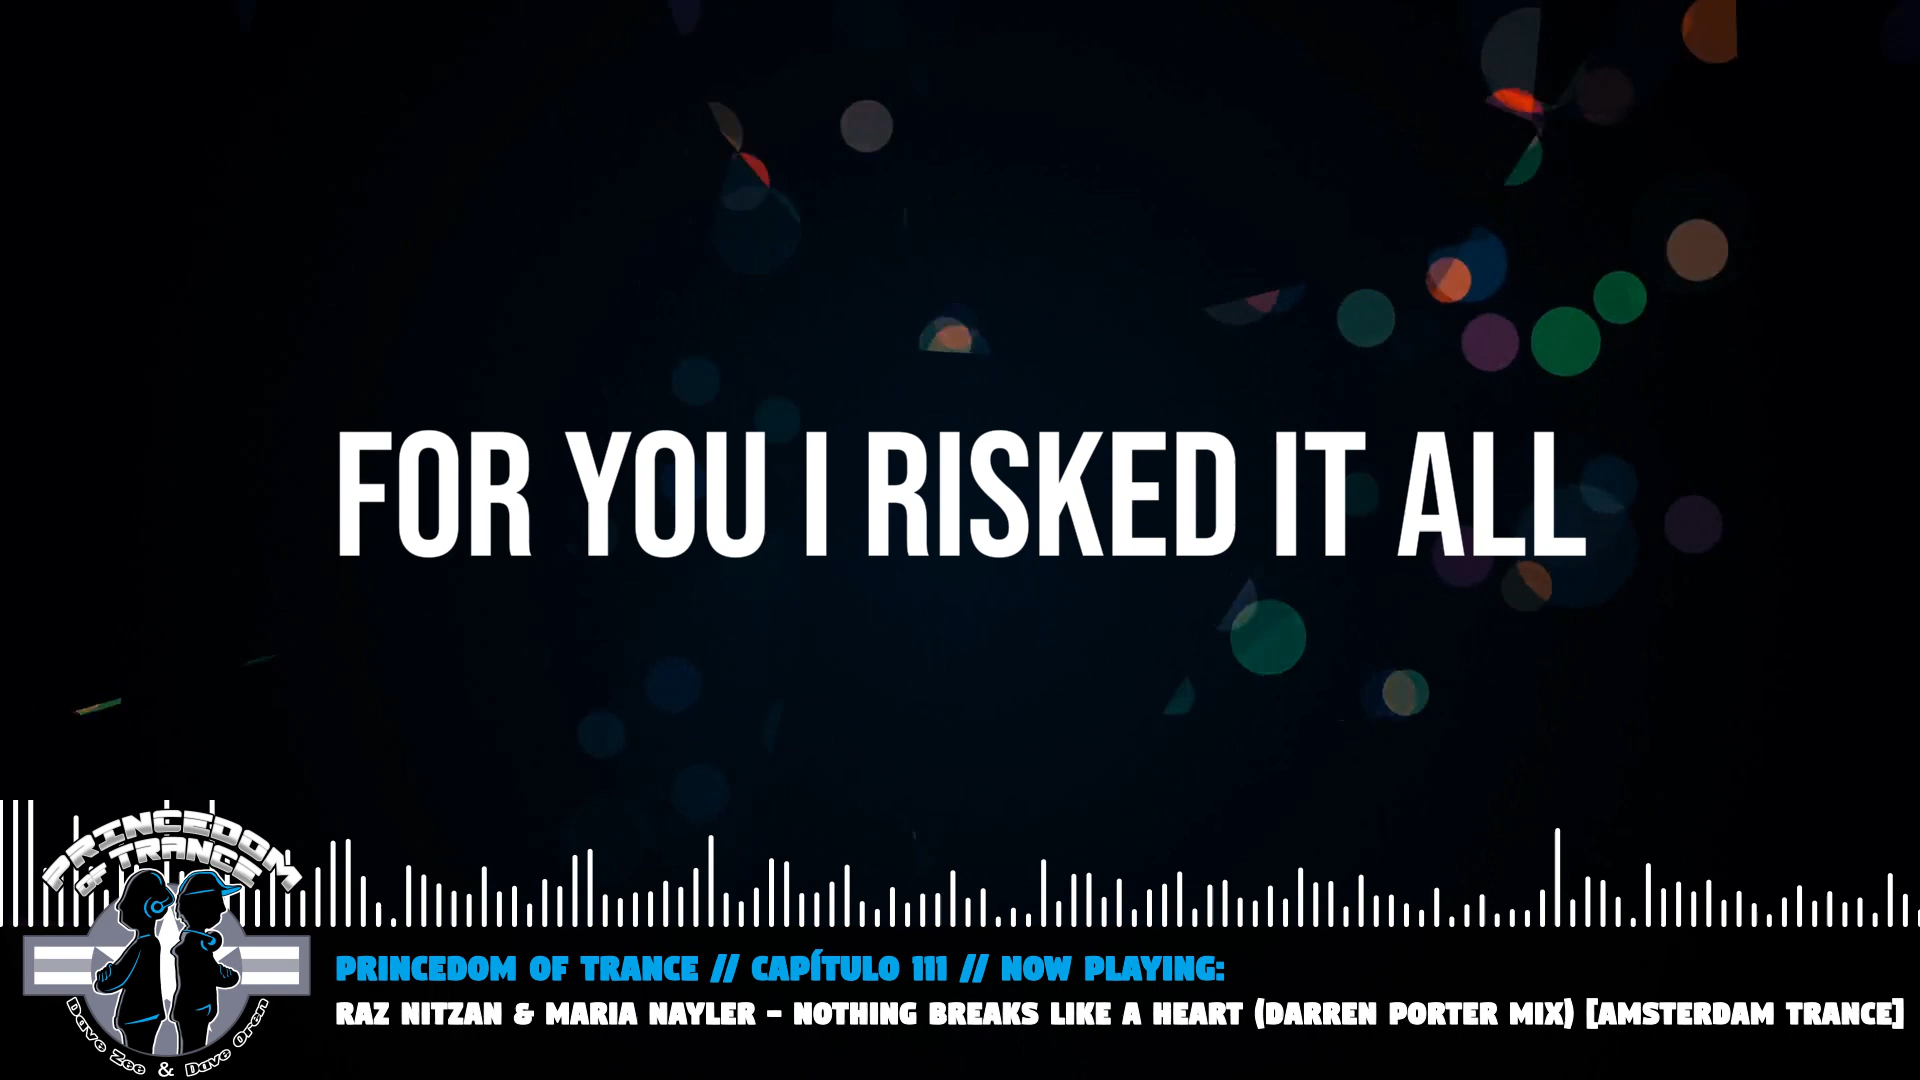 FOR YOU I RISKED IT ALL
PRINCEDOM
OF TRANCE
Dave Zee & Dave Oren
PRINCEDOM OF TRANCE // CAPÍTULO 111 // NOW PLAYING:
RAZ NITZAN & MARIA NAYLER - NOTHING BREAKS LIKE A HEART (DARREN PORTER MIX) [AMSTERDAM TRANCE]